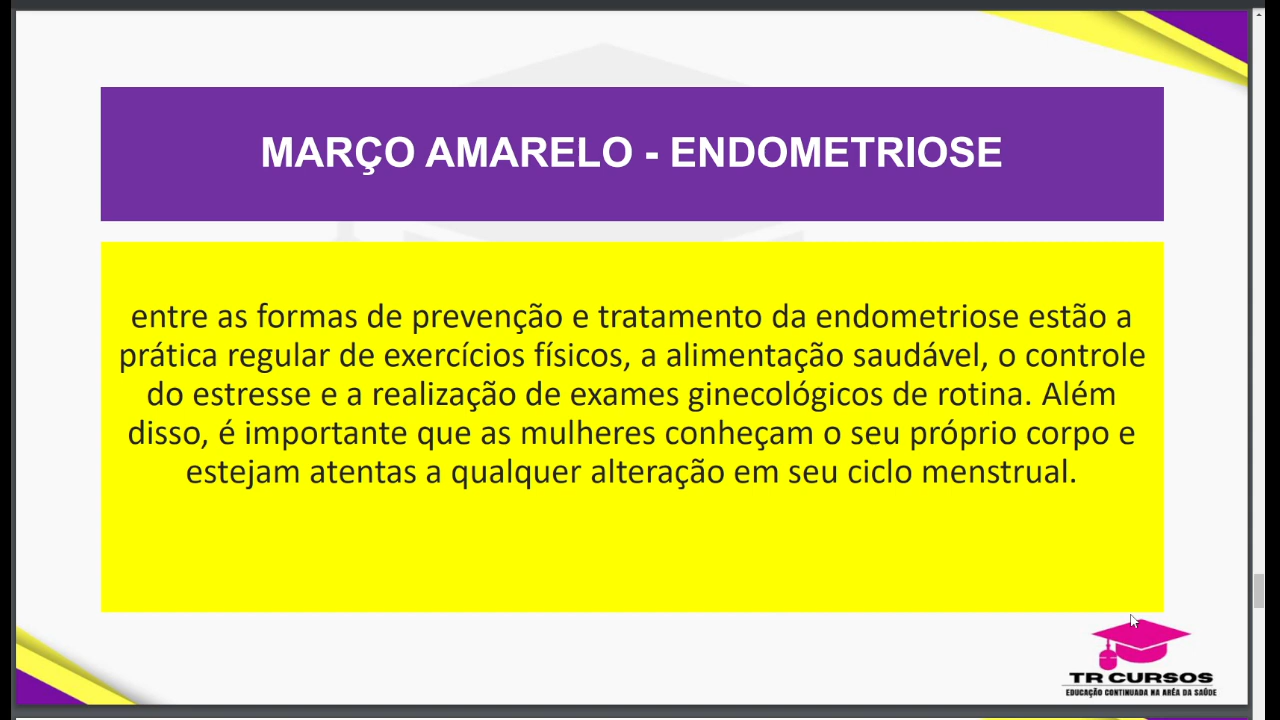 MARÇO AMARELO - ENDOMETRIOSE
entre as formas de prevenção e tratamento da endometriose estão a
prática regular de exercícios físicos, a alimentação saudável, o controle
do estresse e a realização de exames ginecológicos de rotina. Além
disso, é importante que as mulheres conheçam o seu próprio corpo e
estejam atentas a qualquer alteração em seu ciclo menstrual.
TR CURSOS
EDUCAÇÃO CONTINUADA NA ARÉA DA SAÚDE